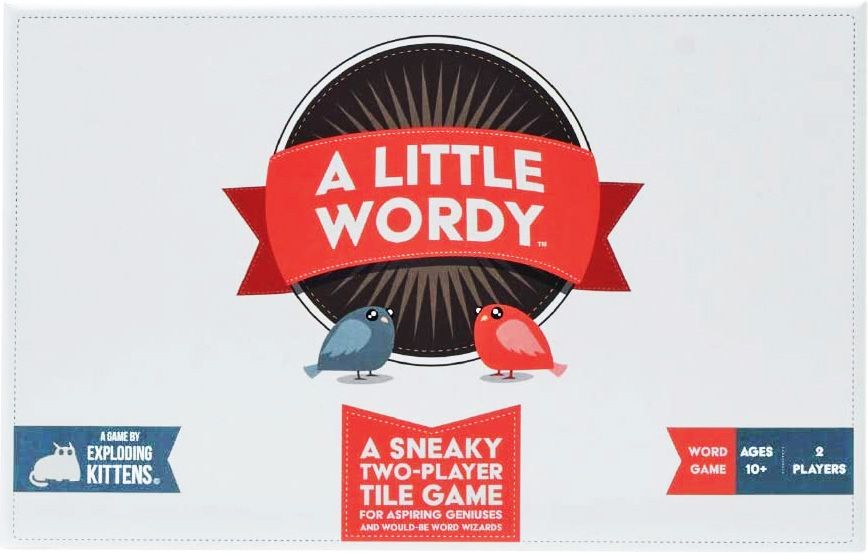 A LITTLE
WORDY™
A GAME BY
EXPLODING
KITTENS®
A SNEAKY
TWO-PLAYER
TILE GAME
FOR ASPIRING GENIUSES
AND WOULD-BE WORD WIZARDS
WORD
GAME
AGES
10+
2
PLAYERS